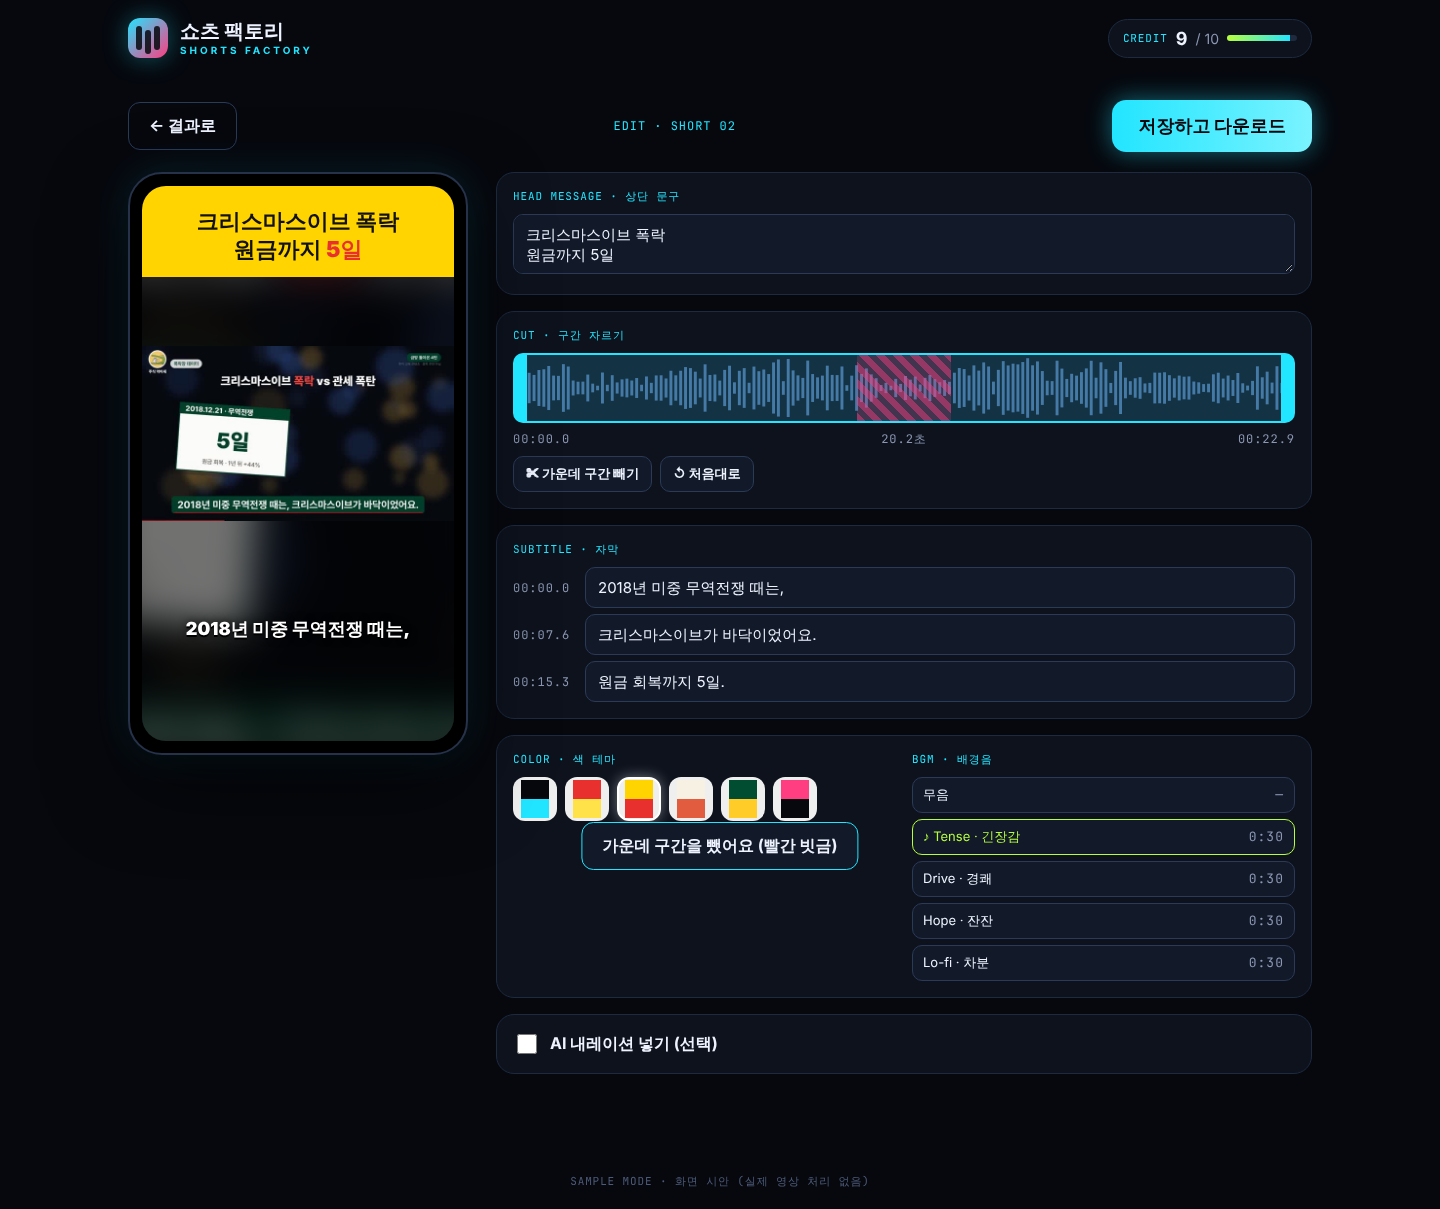 쇼츠 팩토리
SHORTS FACTORY
CREDIT 9 / 10
← 결과로
EDIT · SHORT 02
저장하고 다운로드
크리스마스이브 폭락
원금까지 5일
크리스마스이브 폭락 vs 관세 폭탄
2018.12.21 · 무역전쟁
5일
원금 회복 · 1년 뒤 +44%
2018년 미중 무역전쟁 때는, 크리스마스이브가 바닥이었어요.
2018년 미중 무역전쟁 때는,
HEAD MESSAGE · 상단 문구
크리스마스이브 폭락
원금까지 5일
CUT · 구간 자르기
00:00.0 20.2초 00:22.9
✂ 가운데 구간 빼기 ↺ 처음대로
SUBTITLE · 자막
00:00.0 2018년 미중 무역전쟁 때는,
00:07.6 크리스마스이브가 바닥이었어요.
00:15.3 원금 회복까지 5일.
COLOR · 색 테마
가운데 구간을 뺐어요 (빨간 빗금)
BGM · 배경음
무음 —
♪ Tense · 긴장감 0:30
Drive · 경쾌 0:30
Hope · 잔잔 0:30
Lo-fi · 차분 0:30
AI 내레이션 넣기 (선택)
SAMPLE MODE · 화면 시안 (실제 영상 처리 없음)